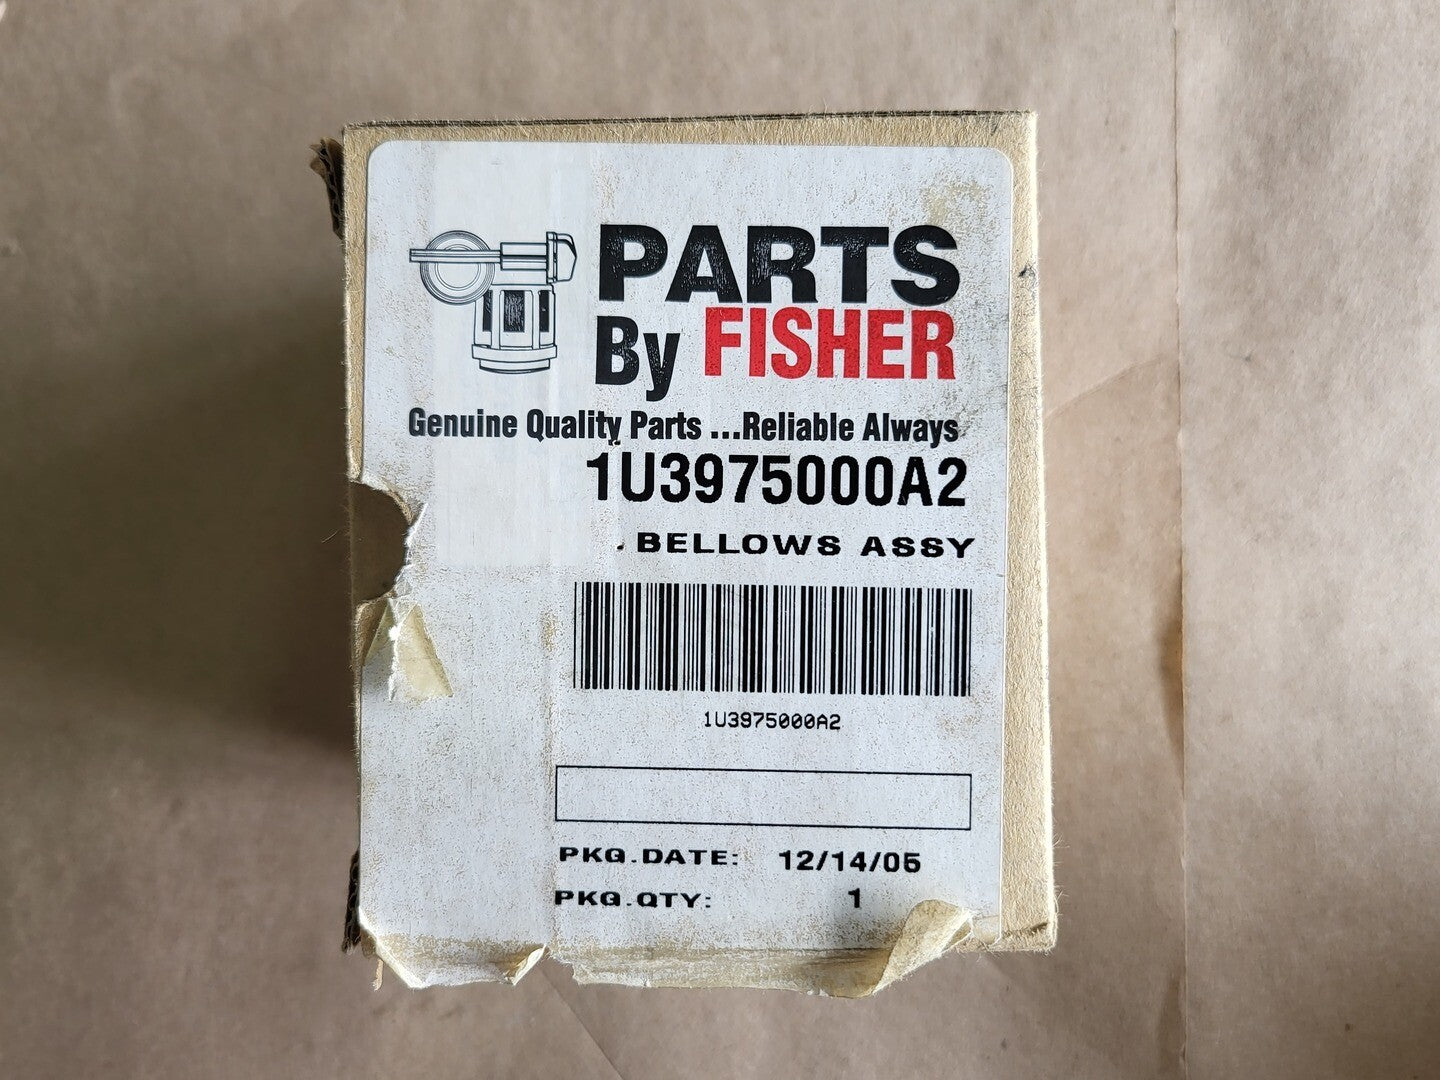 PARTS
By FISHER
Genuine Quality Parts ...Reliable Always
1U3975000A2
. BELLOWS ASSY
1U3975000A2
PKG.DATE: 12/14/05
PKG.QTY: 1